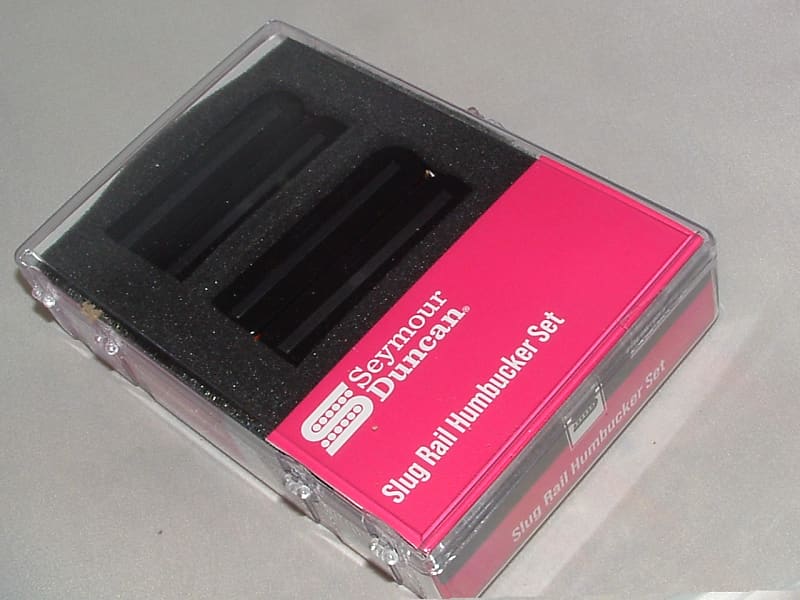 Seymour
Duncan®
Slug Rail Humbucker Set
Slug Rail Humbucker Set